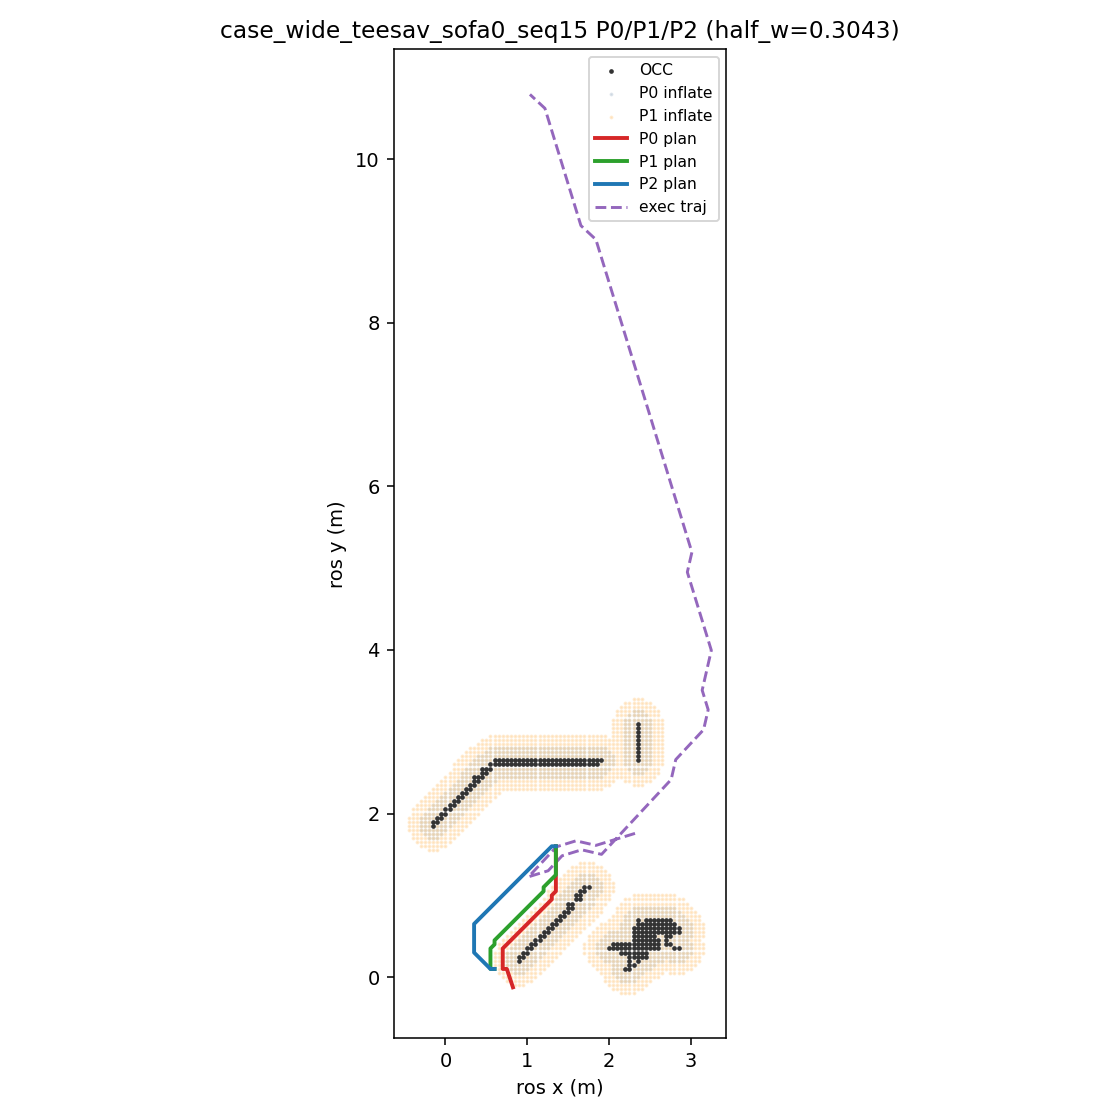 case_wide_teesav_sofa0_seq15 P0/P1/P2 (half_w=0.3043)
OCC
P0 inflate
P1 inflate
P0 plan
P1 plan
P2 plan
exec traj
10
8
6
4
2
0
ros y (m)
0 1 2 3
ros x (m)